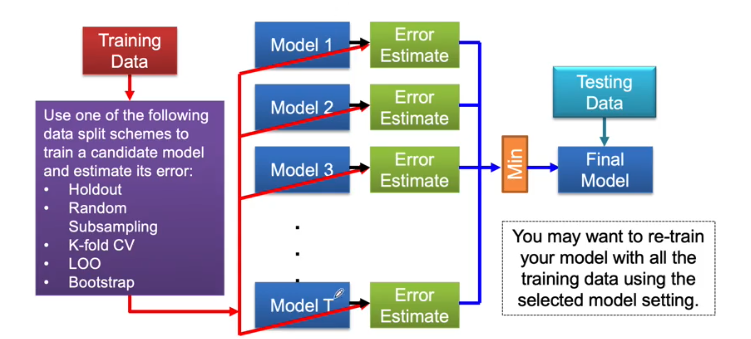 Training
Data
Use one of the following
data split schemes to
train a candidate model
and estimate its error:
• Holdout
• Random
Subsampling
• K-fold CV
• LOO
• Bootstrap
Model 1
Error
Estimate
Model 2
Error
Estimate
Model 3
Error
Estimate
Model T
Error
Estimate
Min
Testing
Data
Final
Model
You may want to re-train
your model with all the
training data using the
selected model setting.